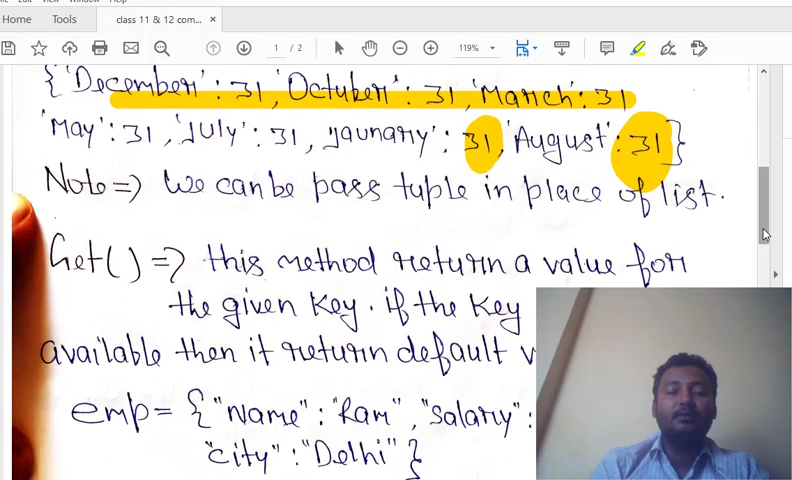 Home Tools class 11 & 12 com... ×
1 / 2 119%
{'December': 31, 'Octuber': 31, 'March': 31
'May': 31, 'July': 31, 'Jaunary': 31, 'August': 31}
Note=> We can be pass tuple in place of list.
Get() => this method return a value for
the given key. if the key
available then it return default v
emp= {"Name": "Ram", "Salary":
"city": "Delhi"}